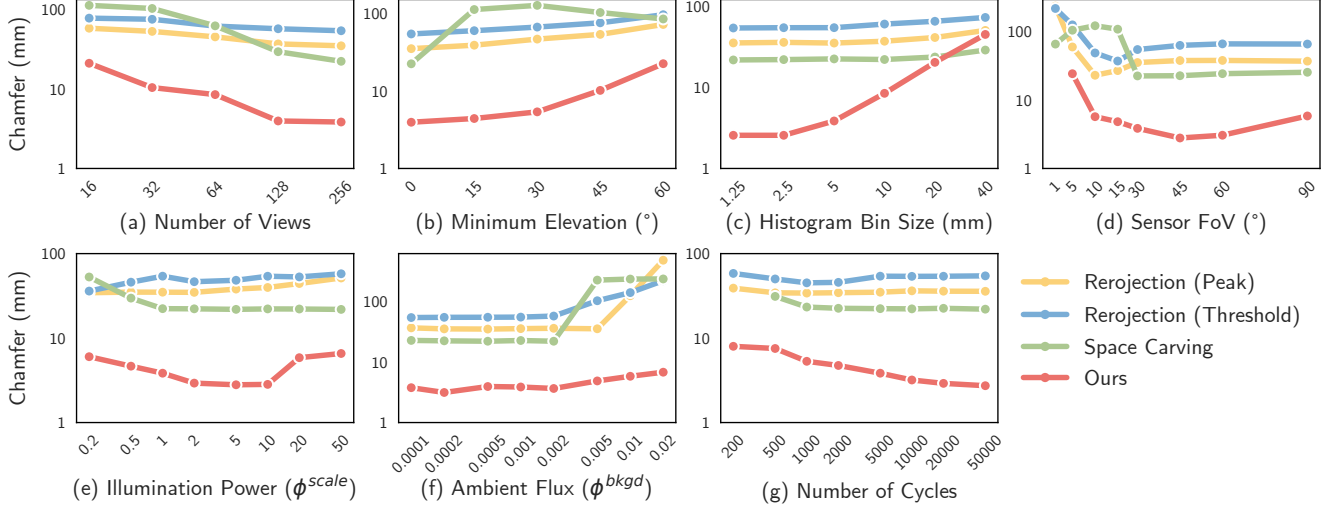 Chamfer (mm)
100
10
1
16 32 64 128 256
(a) Number of Views
100
10
1
0 15 30 45 60
(b) Minimum Elevation (°)
100
10
1
1.25 2.5 5 10 20 40
(c) Histogram Bin Size (mm)
100
10
1
1 5 10 15 30 45 60 90
(d) Sensor FoV (°)
Chamfer (mm)
100
10
1
0.2 0.5 1 2 5 10 20 50
(e) Illumination Power (ϕ^scale)
100
10
1
0.0001 0.0002 0.0005 0.001 0.002 0.005 0.01 0.02
(f) Ambient Flux (ϕ^bkgd)
100
10
1
200 500 1000 2000 5000 10000 20000 50000
(g) Number of Cycles
Rerojection (Peak)
Rerojection (Threshold)
Space Carving
Ours